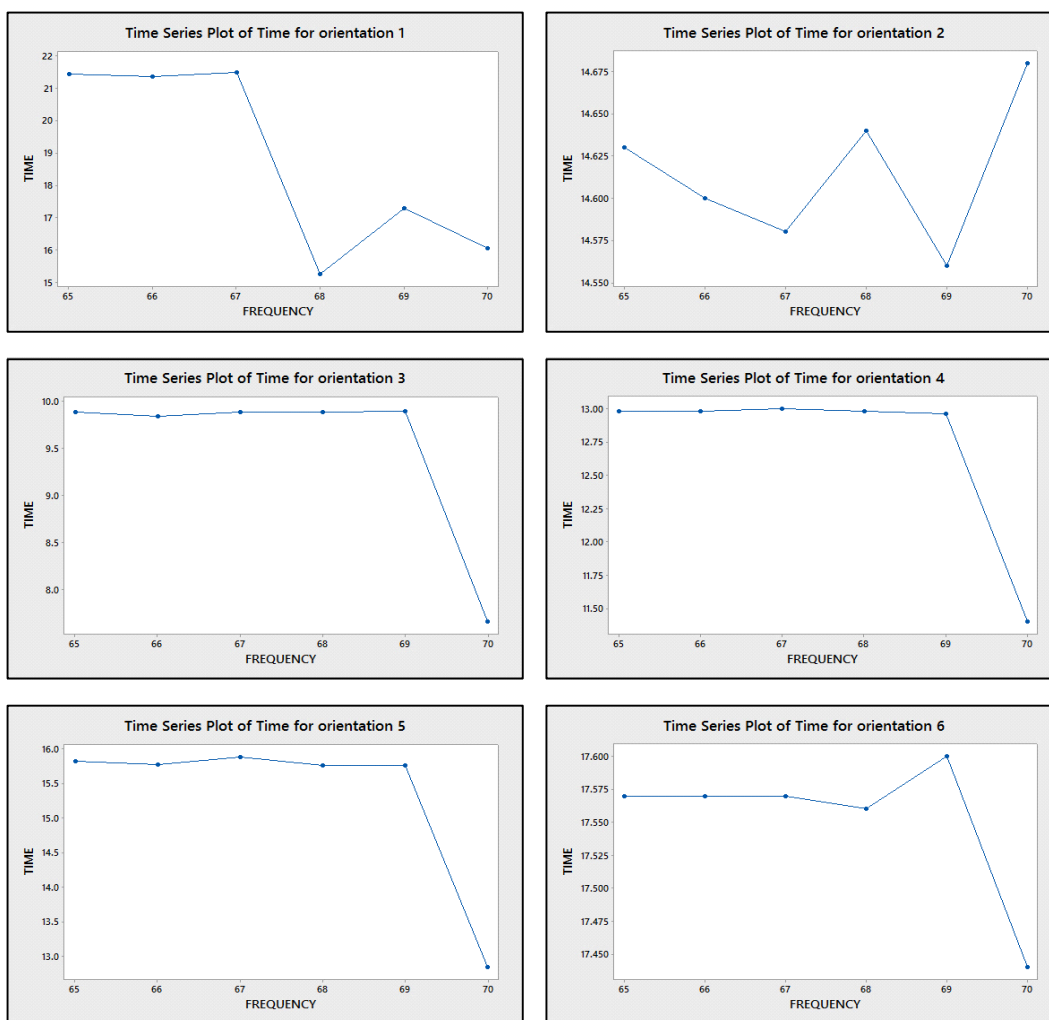 Time Series Plot of Time for orientation 1
22
21
20
19
18
17
16
15
TIME
65 66 67 68 69 70
FREQUENCY
Time Series Plot of Time for orientation 2
14.675
14.650
14.625
14.600
14.575
14.550
TIME
65 66 67 68 69 70
FREQUENCY
Time Series Plot of Time for orientation 3
10.0
9.5
9.0
8.5
8.0
TIME
65 66 67 68 69 70
FREQUENCY
Time Series Plot of Time for orientation 4
13.00
12.75
12.50
12.25
12.00
11.75
11.50
TIME
65 66 67 68 69 70
FREQUENCY
Time Series Plot of Time for orientation 5
16.0
15.5
15.0
14.5
14.0
13.5
13.0
TIME
65 66 67 68 69 70
FREQUENCY
Time Series Plot of Time for orientation 6
17.600
17.575
17.550
17.525
17.500
17.475
17.450
TIME
65 66 67 68 69 70
FREQUENCY